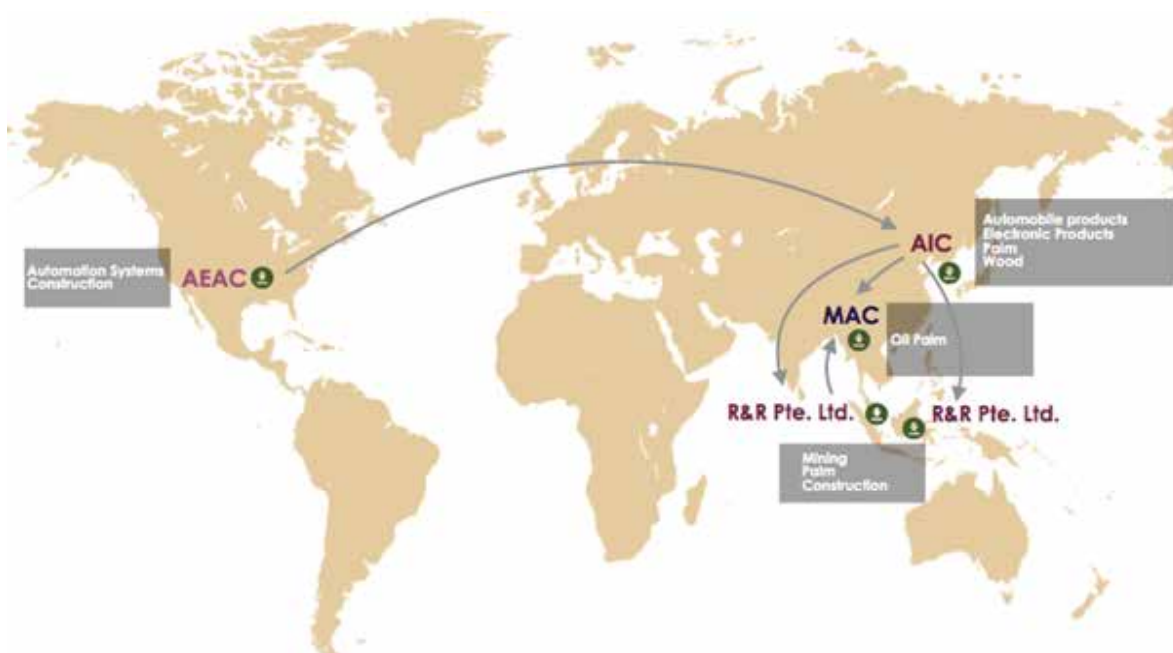 Automobile products
Electronic Products
Palm
Wood
AIC
Automation Systems
Construction
AEAC
MAC
Oil Palm
R&R Pte. Ltd.
R&R Pte. Ltd.
Mining
Palm
Construction